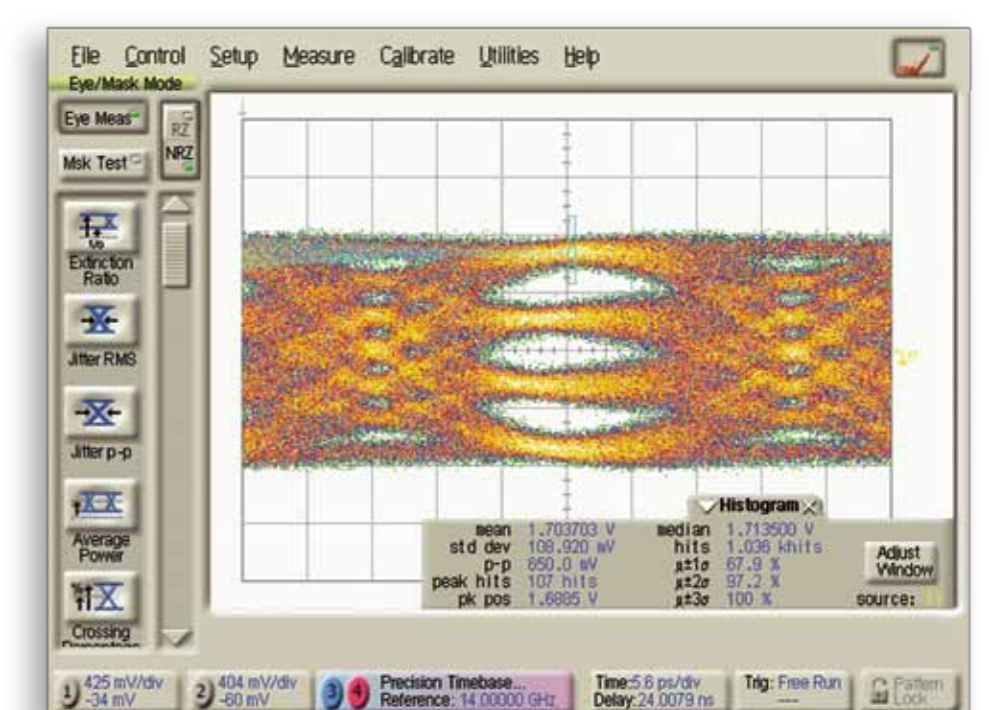 File Control Setup Measure Calibrate Utilities Help
Eye/Mask Mode
Eye Meas
RZ
NRZ
Msk Test
Extinction
Ratio
Jitter RMS
Jitter p-p
Average
Power
Crossing
Histogram
mean 1.703703 V median 1.713500 V
std dev 108.920 mV hits 1.036 khits
p-p 650.0 mV μ±1σ 67.9 %
peak hits 107 hits μ±2σ 97.2 %
pk pos 1.6885 V μ±3σ 100 %
Adjust
Window
source:
1) 425 mV/div
-34 mV
2) 404 mV/div
-60 mV
3) 4)
Precision Timebase...
Reference: 14.00000 GHz
Time:5.6 ps/div
Delay:24.0079 ns
Trig: Free Run
---
Pattern
Lock